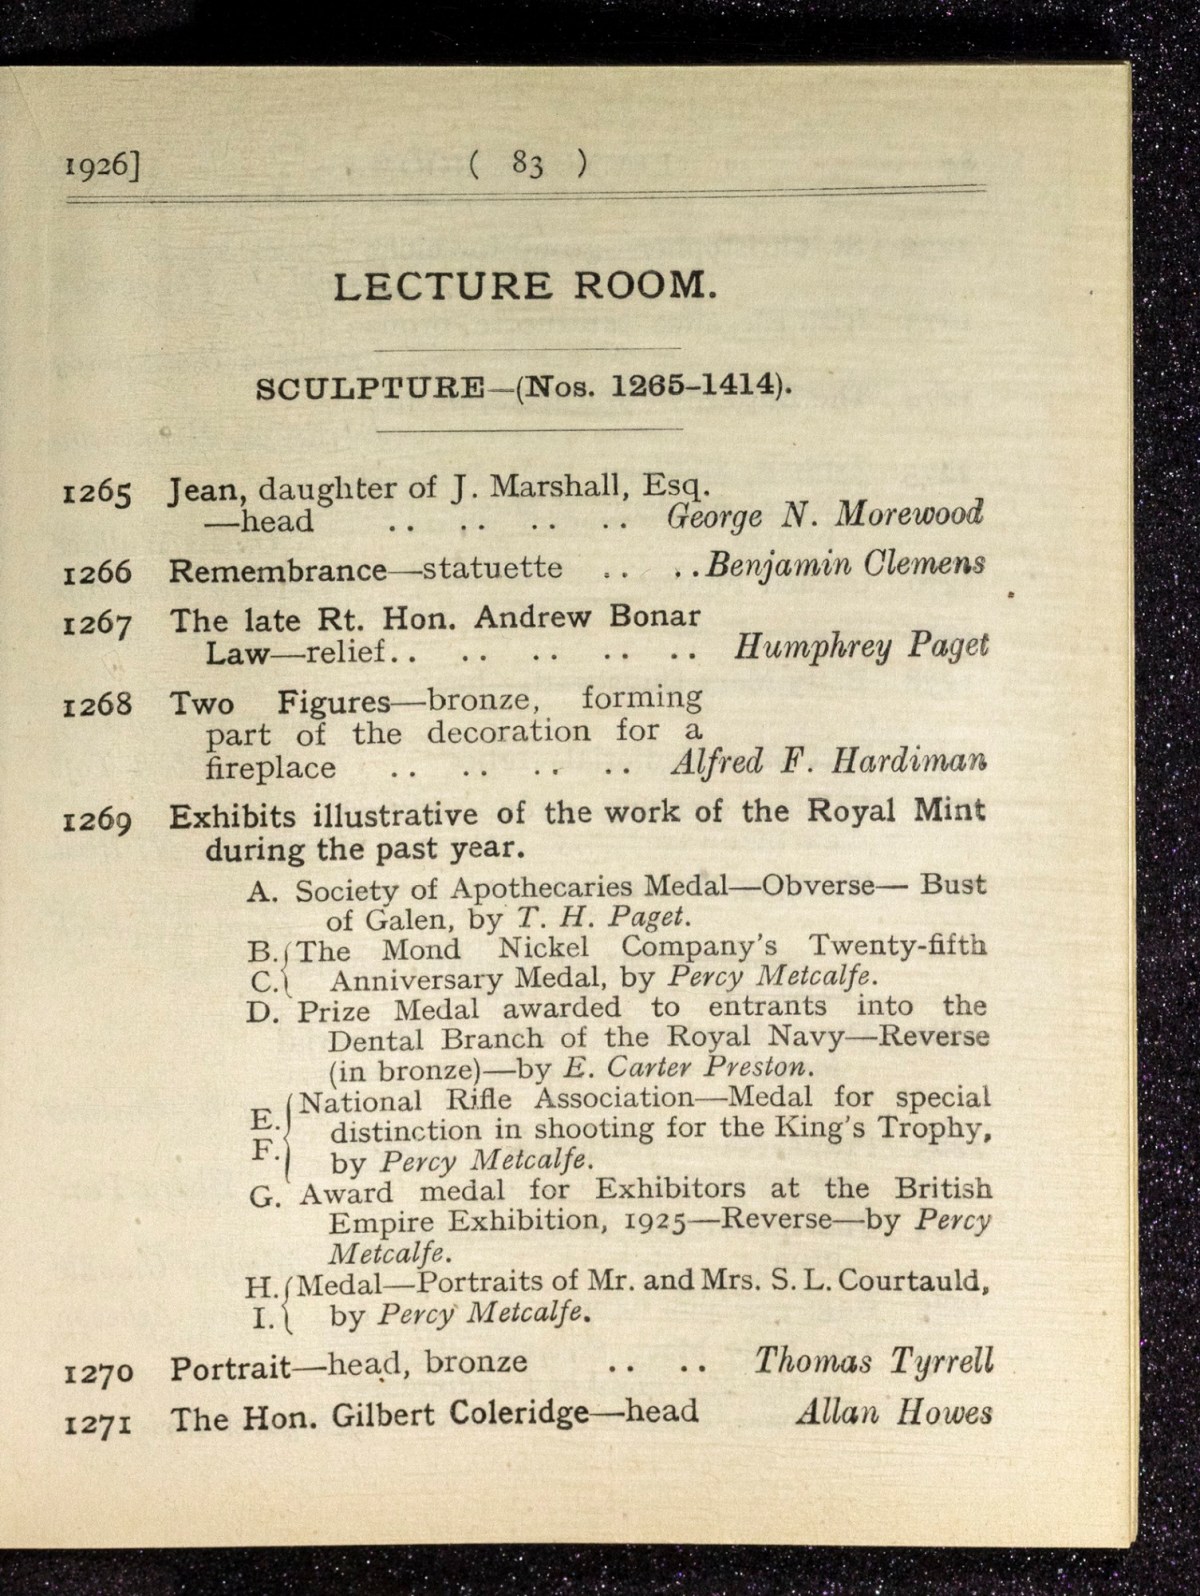 1926] ( 83 )
LECTURE ROOM.
SCULPTURE—(Nos. 1265-1414).
1265 Jean, daughter of J. Marshall, Esq.
—head .. .. .. .. George N. Morewood
1266 Remembrance—statuette .. .. Benjamin Clemens
1267 The late Rt. Hon. Andrew Bonar
Law—relief.. .. .. .. .. Humphrey Paget
1268 Two Figures—bronze, forming
part of the decoration for a
fireplace .. .. .. .. Alfred F. Hardiman
1269 Exhibits illustrative of the work of the Royal Mint
during the past year.
A. Society of Apothecaries Medal—Obverse— Bust
of Galen, by T. H. Paget.
B. { The Mond Nickel Company's Twenty-fifth
C. { Anniversary Medal, by Percy Metcalfe.
D. Prize Medal awarded to entrants into the
Dental Branch of the Royal Navy—Reverse
(in bronze)—by E. Carter Preston.
E. { National Rifle Association—Medal for special
distinction in shooting for the King's Trophy,
F. { by Percy Metcalfe.
G. Award medal for Exhibitors at the British
Empire Exhibition, 1925—Reverse—by Percy
Metcalfe.
H. { Medal—Portraits of Mr. and Mrs. S. L. Courtauld,
I. { by Percy Metcalfe.
1270 Portrait—head, bronze .. .. Thomas Tyrrell
1271 The Hon. Gilbert Coleridge—head Allan Howes